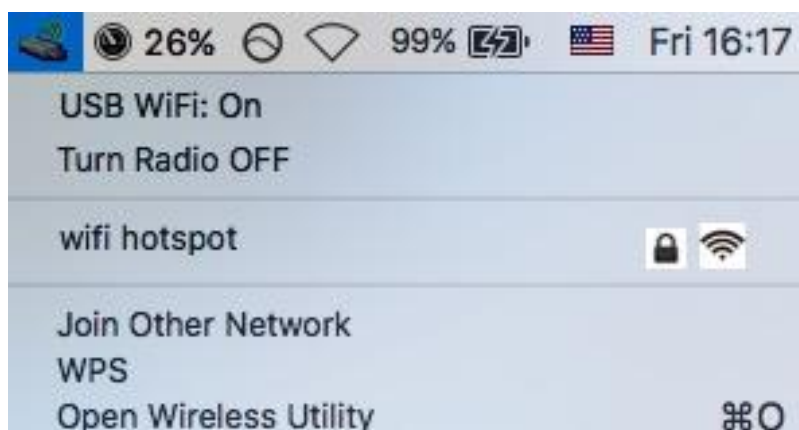 26% 99% Fri 16:17
USB WiFi: On
Turn Radio OFF
wifi hotspot
Join Other Network
WPS
Open Wireless Utility ⌘O